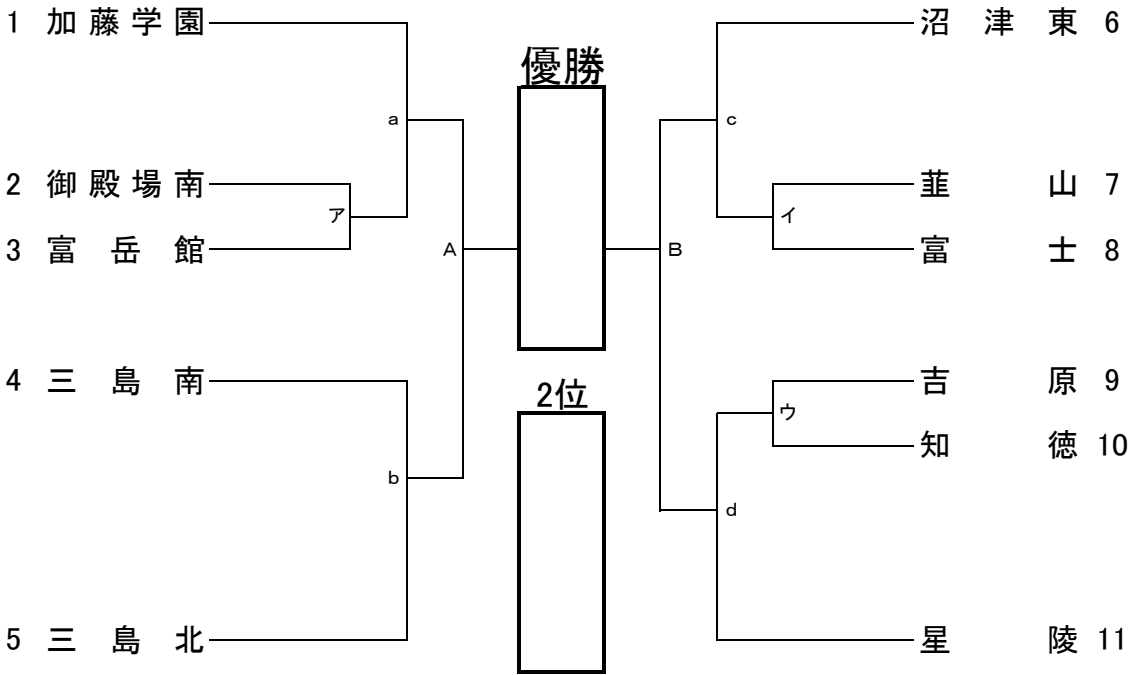 1 加藤学園
沼津東 6
優勝
a
c
2 御殿場南
韮山 7
ア
イ
3 富岳館
A
B
富士 8
4 三島南
2位
吉原 9
ウ
知徳 10
b
d
5 三島北
星陵 11